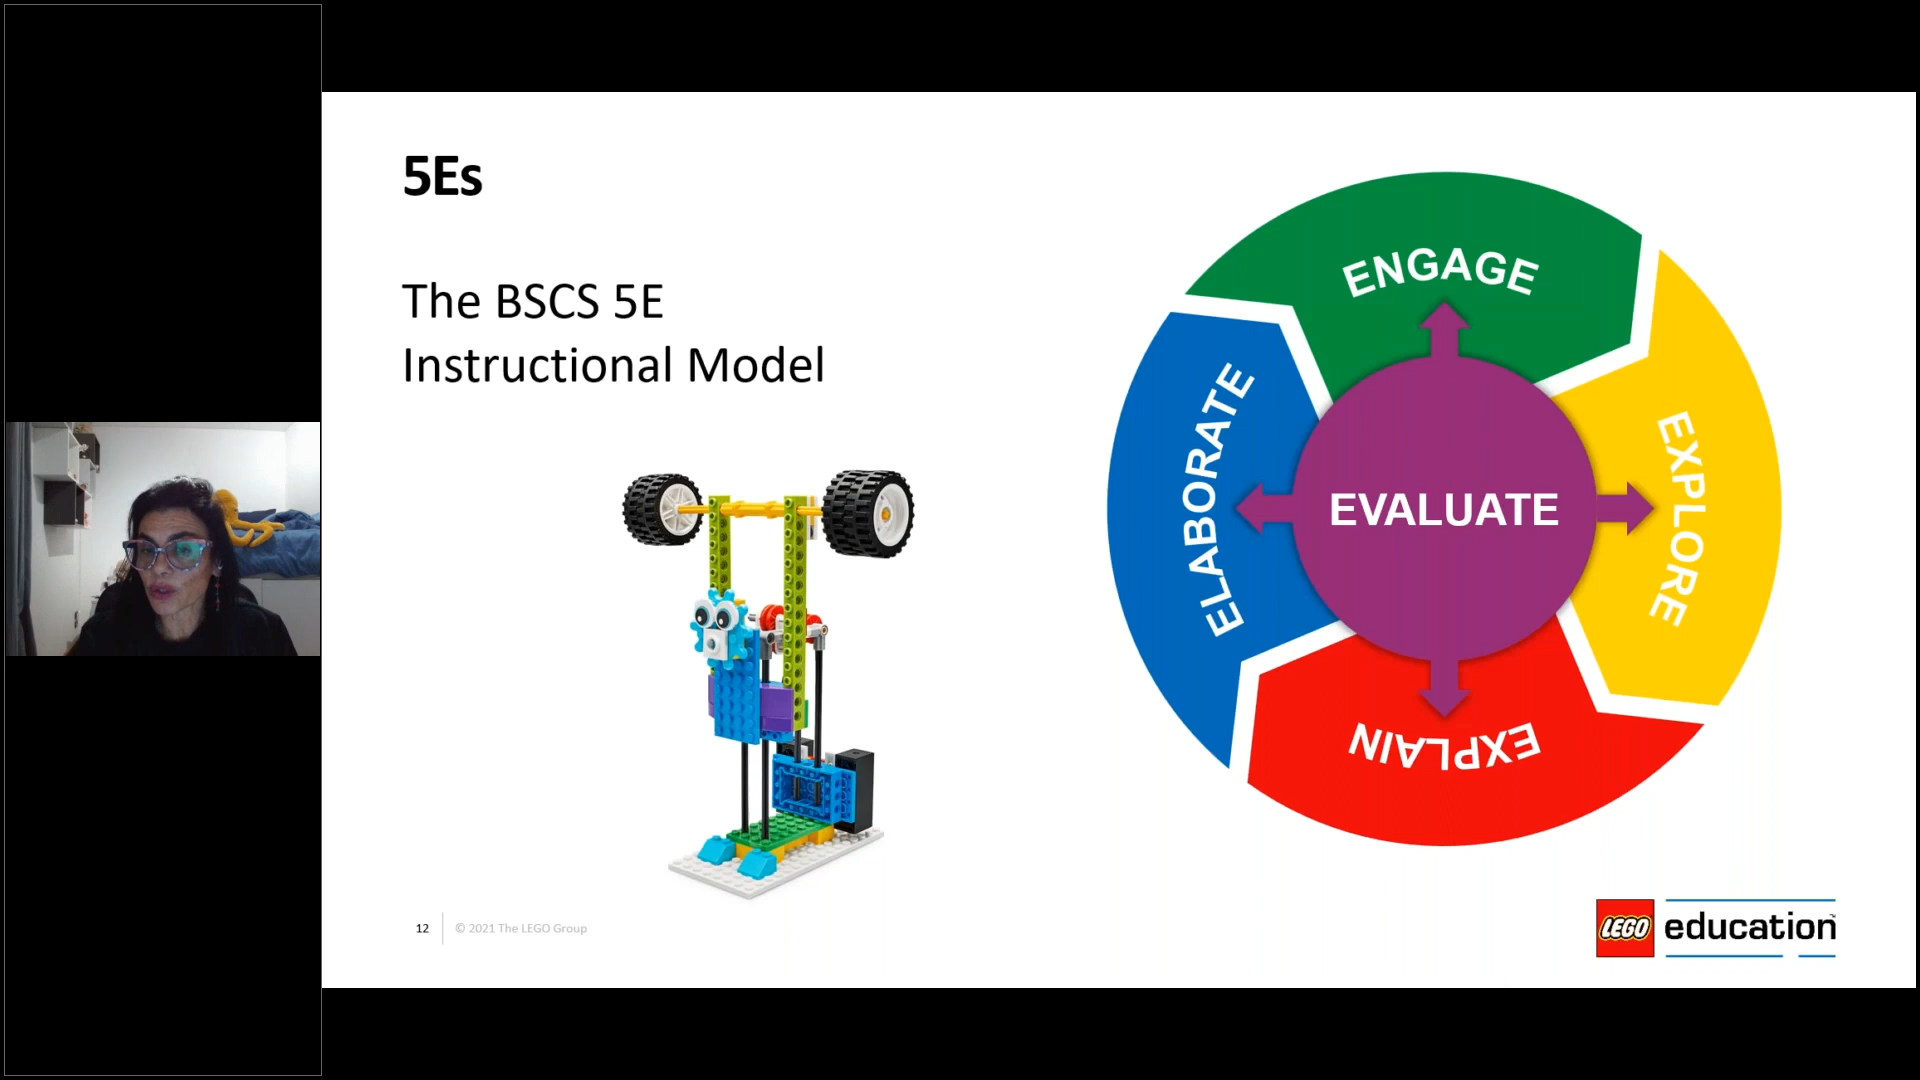 5Es
The BSCS 5E
Instructional Model
ENGAGE
EXPLORE
EXPLAIN
ELABORATE
EVALUATE
12
© 2021 The LEGO Group
LEGO education